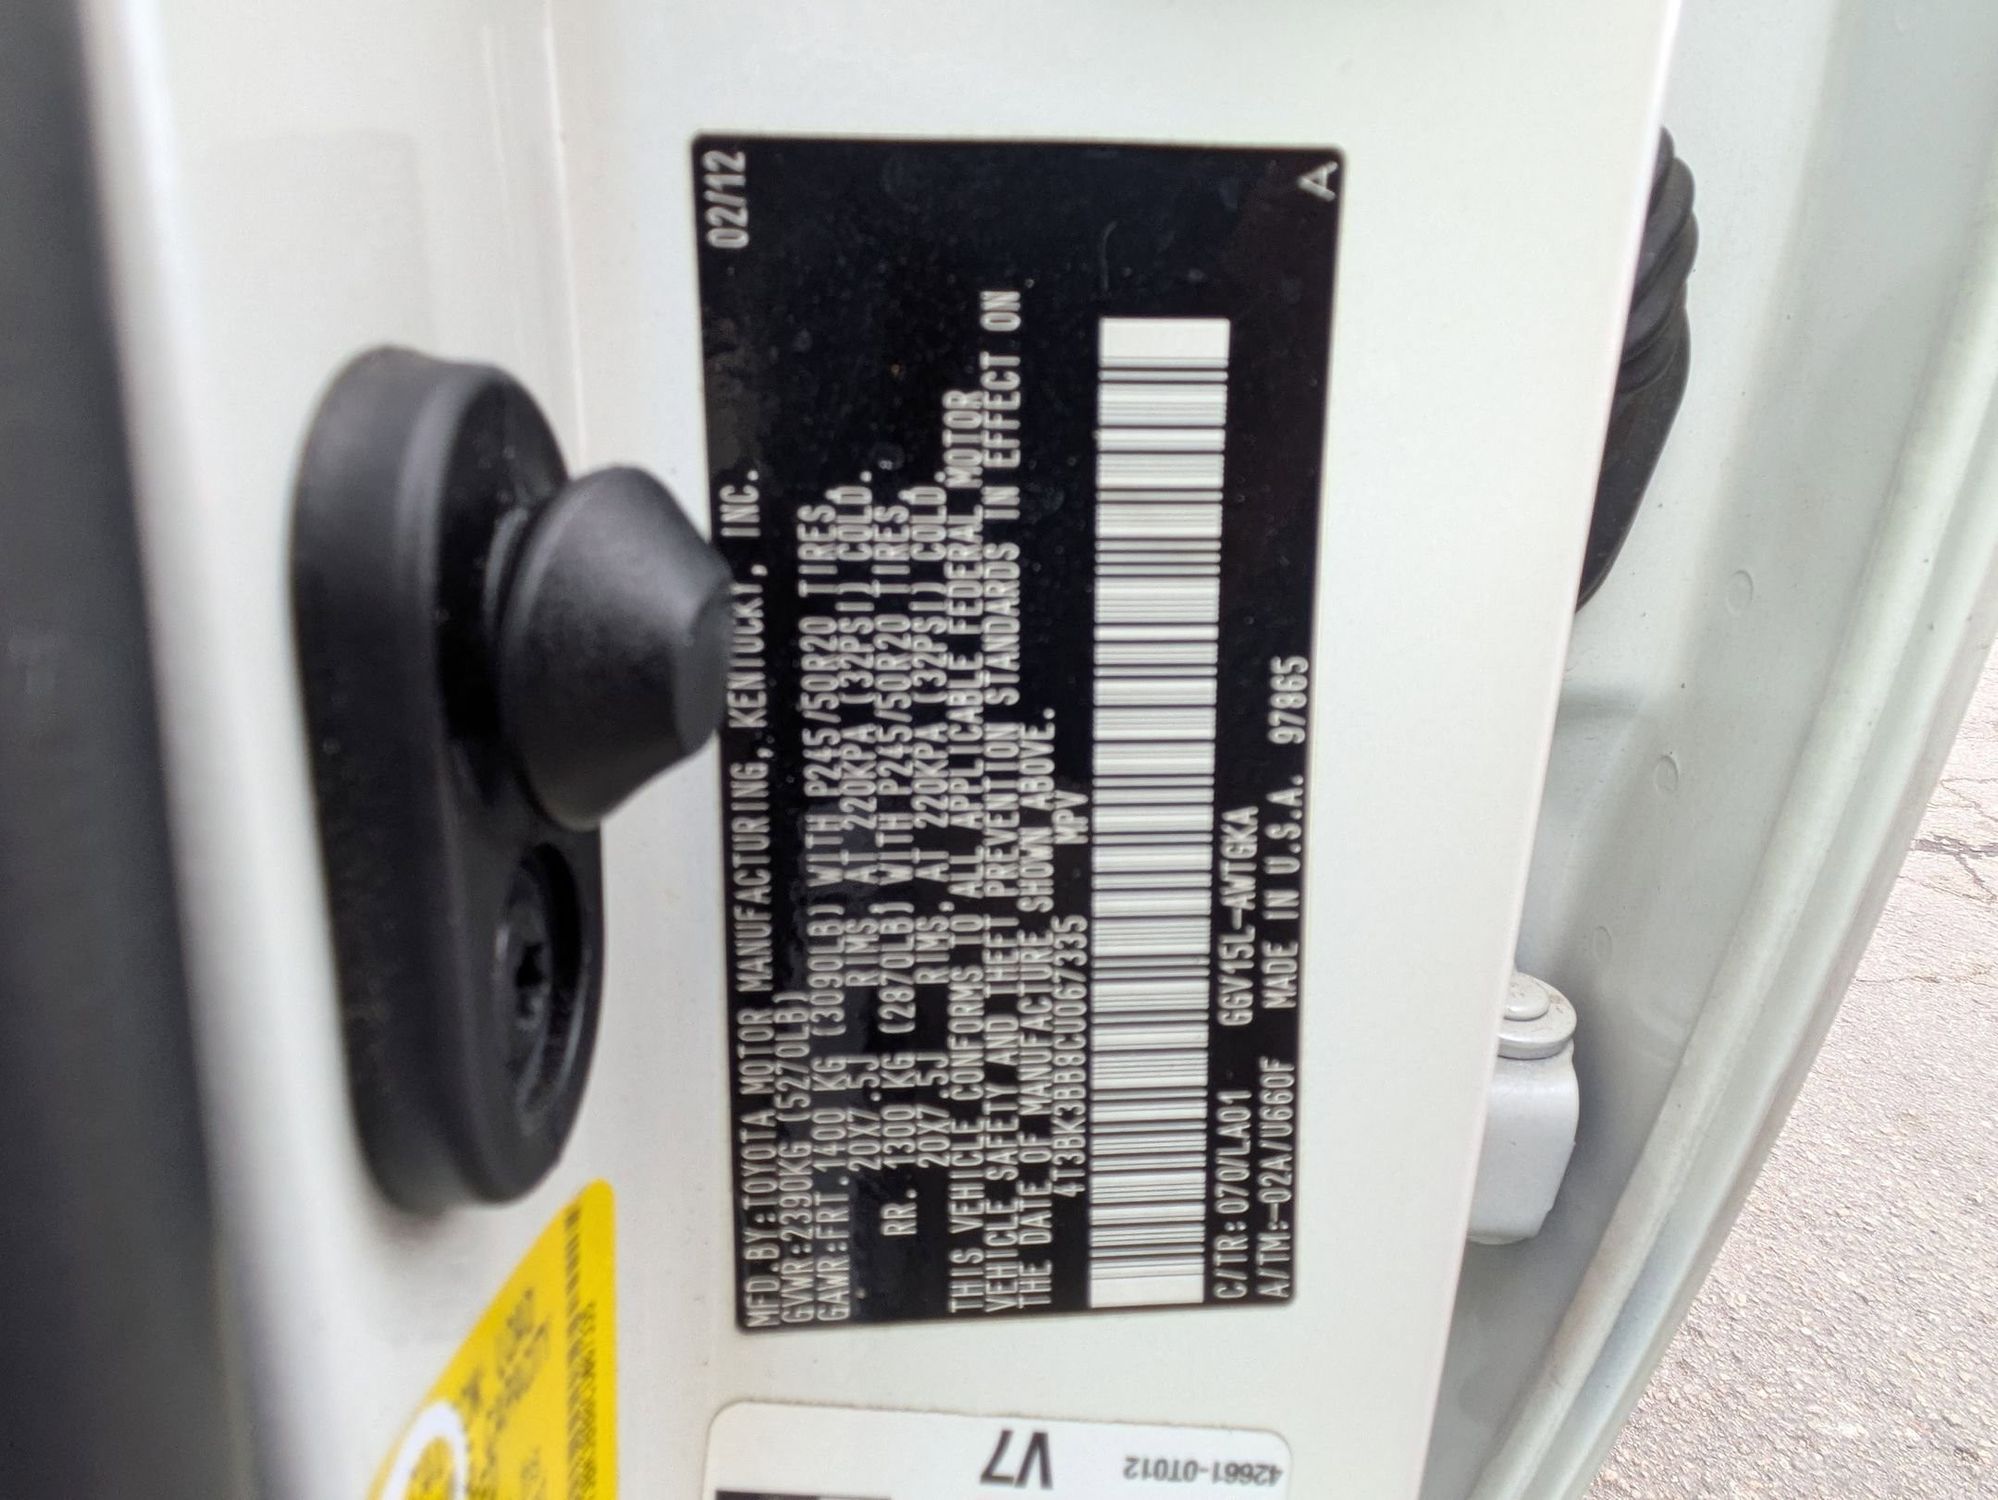 02/12
MFD.BY:TOYOTA MOTOR MANUFACTURING, KENTUCKY, INC.
GVWR:2390KG (5270LB)
GAWR:FRT.1400 KG (3090LB) WITH P245/50R20 TIRES,
20X7.5J RIMS, AT 220KPA (32PSI) COLD.
RR. 1300 KG (2870LB) WITH P245/50R20 TIRES,
20X7.5J RIMS, AT 220KPA (32PSI) COLD.
THIS VEHICLE CONFORMS TO ALL APPLICABLE FEDERAL MOTOR
VEHICLE SAFETY AND THEFT PREVENTION STANDARDS IN EFFECT ON
THE DATE OF MANUFACTURE SHOWN ABOVE.
4T3BK3BB8CU067335 MPV
C/TR:070/LA01 GGV15L-AWTGKA
A/TM:-02A/U660F MADE IN U.S.A. 97865
A
V7
42661-0T012